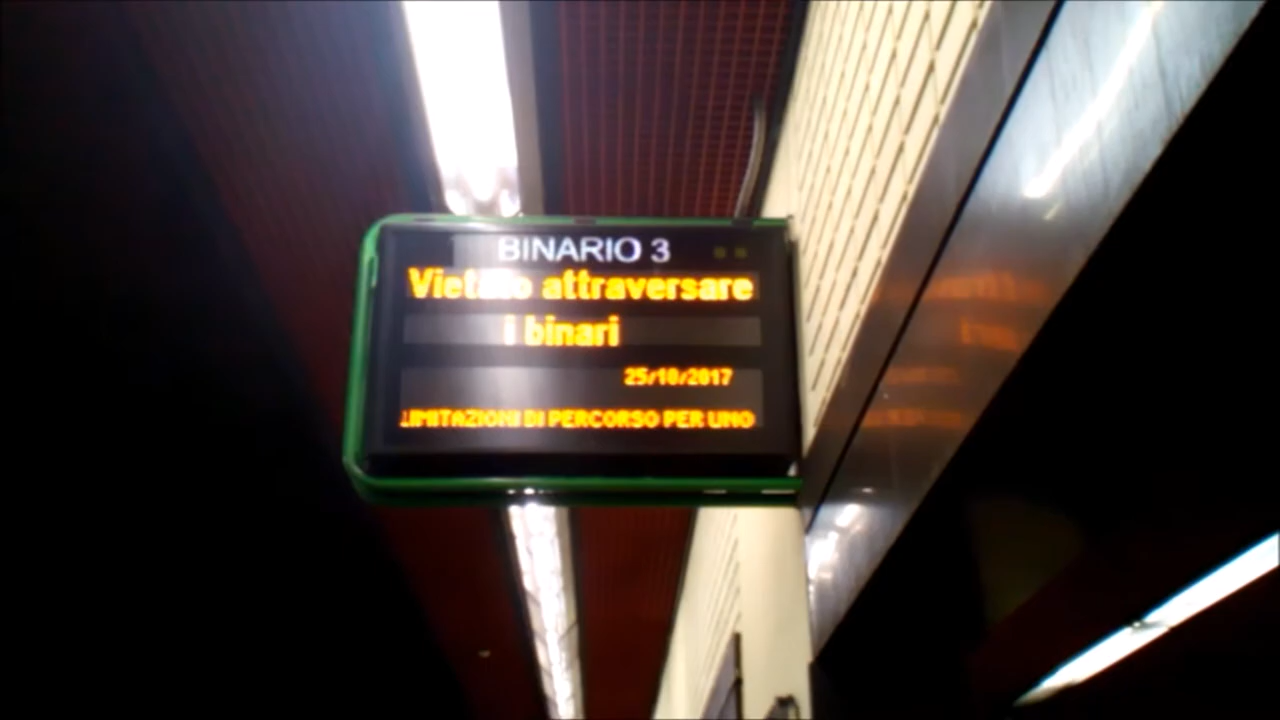 BINARIO 3
Vietato attraversare
i binari
25/10/2017
LIMITAZIONI DI PERCORSO PER UNO